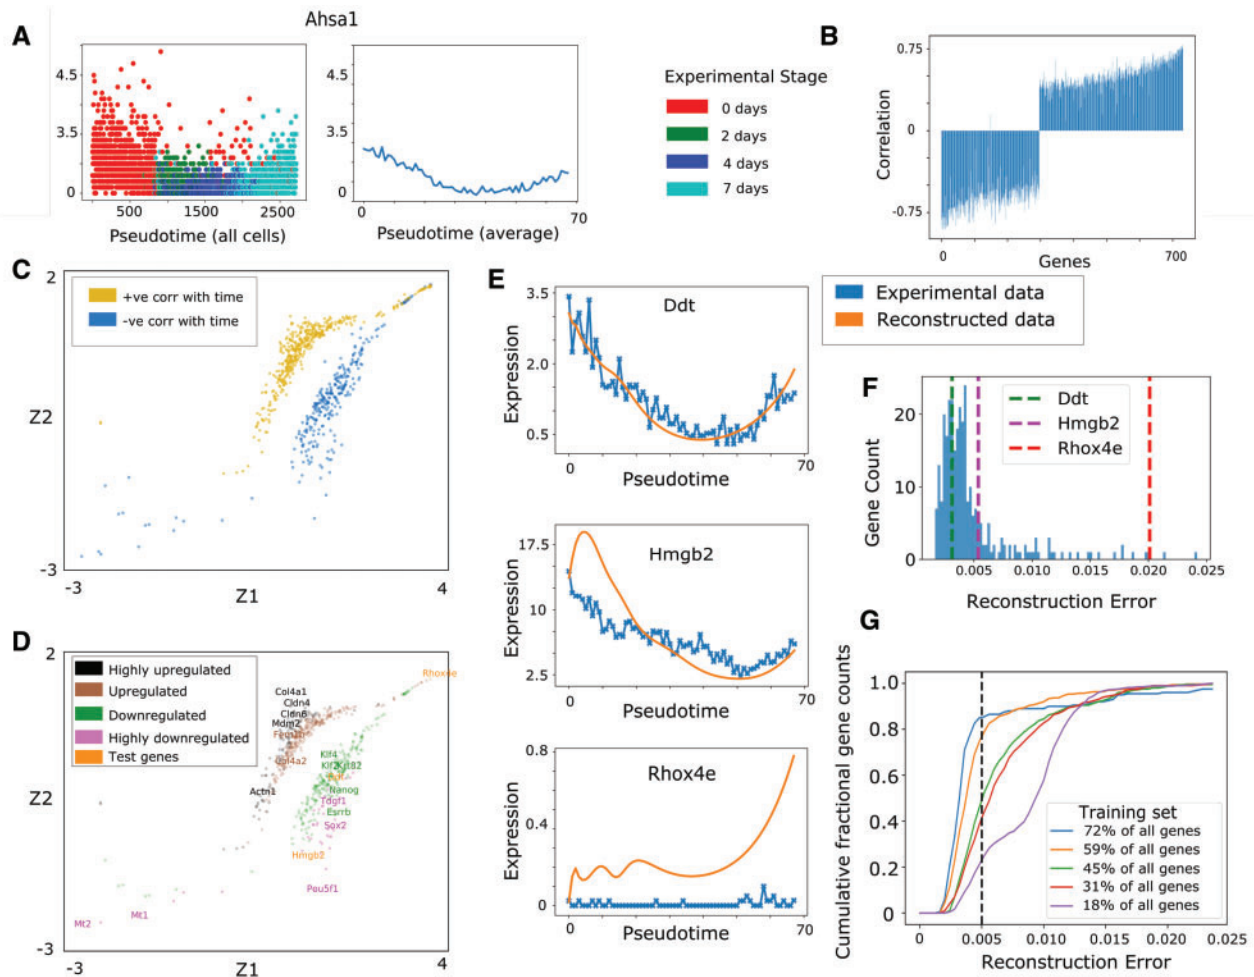 Ahsa1
A
4.5
3.5
0
500
1500
2500
Pseudotime (all cells)
4.5
3.5
0
0
70
Pseudotime (average)
Experimental Stage
0 days
2 days
4 days
7 days
B
0.75
0
-0.75
Correlation
0
700
Genes
C
2
+ve corr with time
-ve corr with time
Z2
-3
-3
Z1
4
D
2
Highly upregulated
Upregulated
Downregulated
Highly downregulated
Test genes
Rhox4e
Col4a1
Cldn4
Cldn6
Mdm2
Col4a2
Actn1
Klf4
Nanog
Tdgf1
Esrrb
Sox2
Hmgb2
Pou5f1
Mt1
Mt2
Z2
-3
-3
Z1
4
E
Ddt
3.5
2.0
0.5
Expression
0
70
Pseudotime
Hmgb2
17.5
10
2.5
Expression
0
70
Pseudotime
Rhox4e
0.8
0.4
0
Expression
0
70
Pseudotime
Experimental data
Reconstructed data
F
Ddt
Hmgb2
Rhox4e
20
10
0
Gene Count
0.005
0.010
0.015
0.020
0.025
Reconstruction Error
G
1.0
0.8
0.6
0.4
0.2
0
Cumulative fractional gene counts
Training set
72% of all genes
59% of all genes
45% of all genes
31% of all genes
18% of all genes
0
0.005
0.010
0.015
0.020
0.025
Reconstruction Error